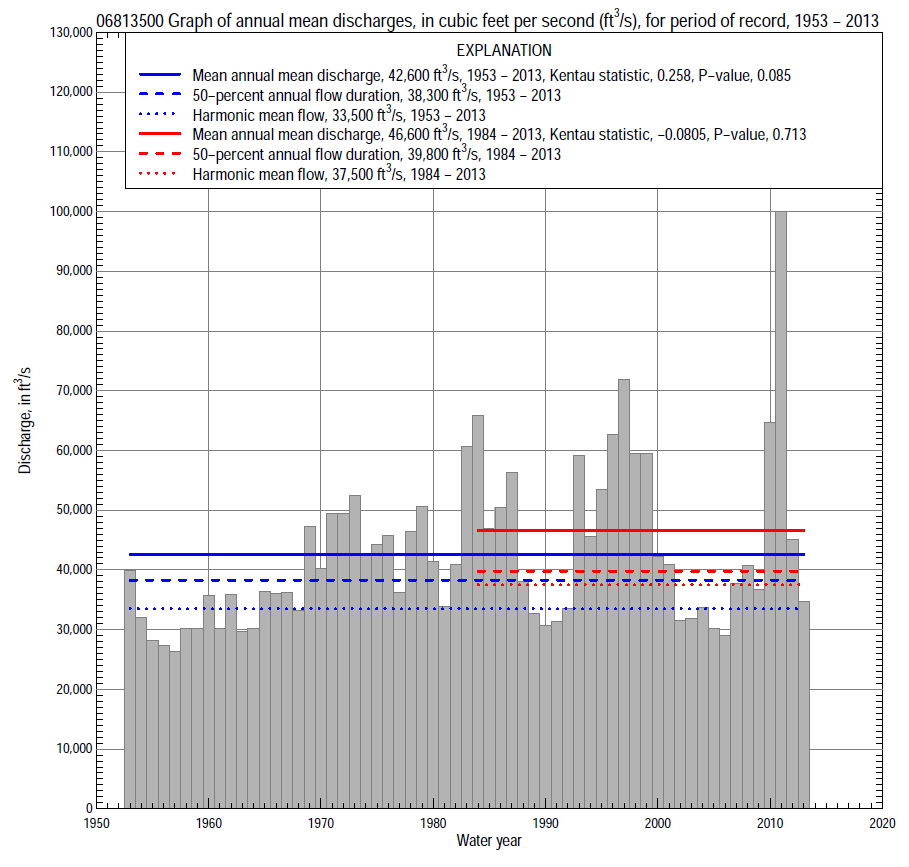 06813500 Graph of annual mean discharges, in cubic feet per second (ft³/s), for period of record, 1953 – 2013
EXPLANATION
Mean annual mean discharge, 42,600 ft³/s, 1953 – 2013, Kentau statistic, 0.258, P–value, 0.085
50–percent annual flow duration, 38,300 ft³/s, 1953 – 2013
Harmonic mean flow, 33,500 ft³/s, 1953 – 2013
Mean annual mean discharge, 46,600 ft³/s, 1984 – 2013, Kentau statistic, –0.0805, P–value, 0.713
50–percent annual flow duration, 39,800 ft³/s, 1984 – 2013
Harmonic mean flow, 37,500 ft³/s, 1984 – 2013
130,000
120,000
110,000
100,000
90,000
80,000
70,000
60,000
50,000
40,000
30,000
20,000
10,000
0
Discharge, in ft³/s
1950 1960 1970 1980 1990 2000 2010 2020
Water year